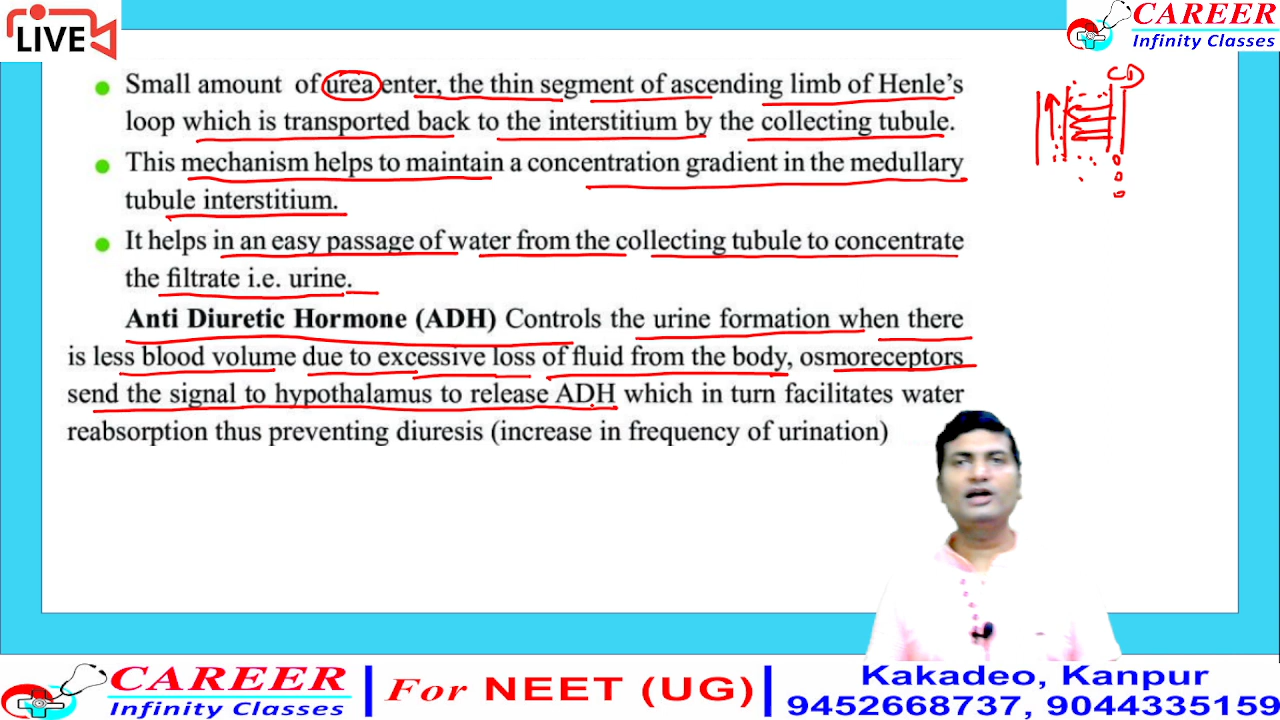 LIVE
CAREER
Infinity Classes
Small amount of urea enter, the thin segment of ascending limb of Henle's
loop which is transported back to the interstitium by the collecting tubule.
This mechanism helps to maintain a concentration gradient in the medullary
tubule interstitium.
It helps in an easy passage of water from the collecting tubule to concentrate
the filtrate i.e. urine.
Anti Diuretic Hormone (ADH) Controls the urine formation when there
is less blood volume due to excessive loss of fluid from the body, osmoreceptors
send the signal to hypothalamus to release ADH which in turn facilitates water
reabsorption thus preventing diuresis (increase in frequency of urination)
CD
CAREER
Infinity Classes
For NEET (UG)
Kakadeo, Kanpur
9452668737, 9044335159